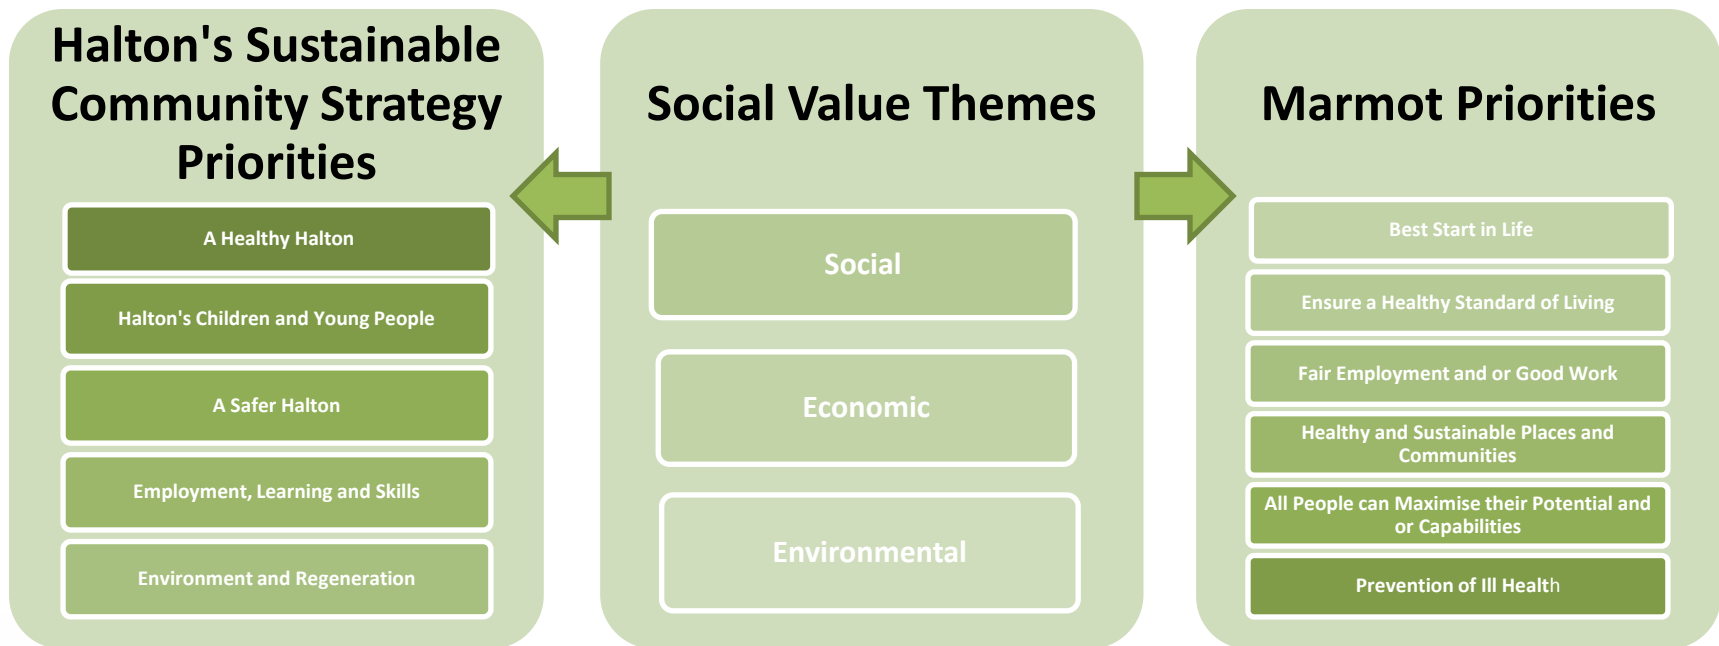 Halton's Sustainable
Community Strategy
Priorities
A Healthy Halton
Halton's Children and Young People
A Safer Halton
Employment, Learning and Skills
Environment and Regeneration
Social Value Themes
Social
Economic
Environmental
Marmot Priorities
Best Start in Life
Ensure a Healthy Standard of Living
Fair Employment and or Good Work
Healthy and Sustainable Places and
Communities
All People can Maximise their Potential and
or Capabilities
Prevention of Ill Health